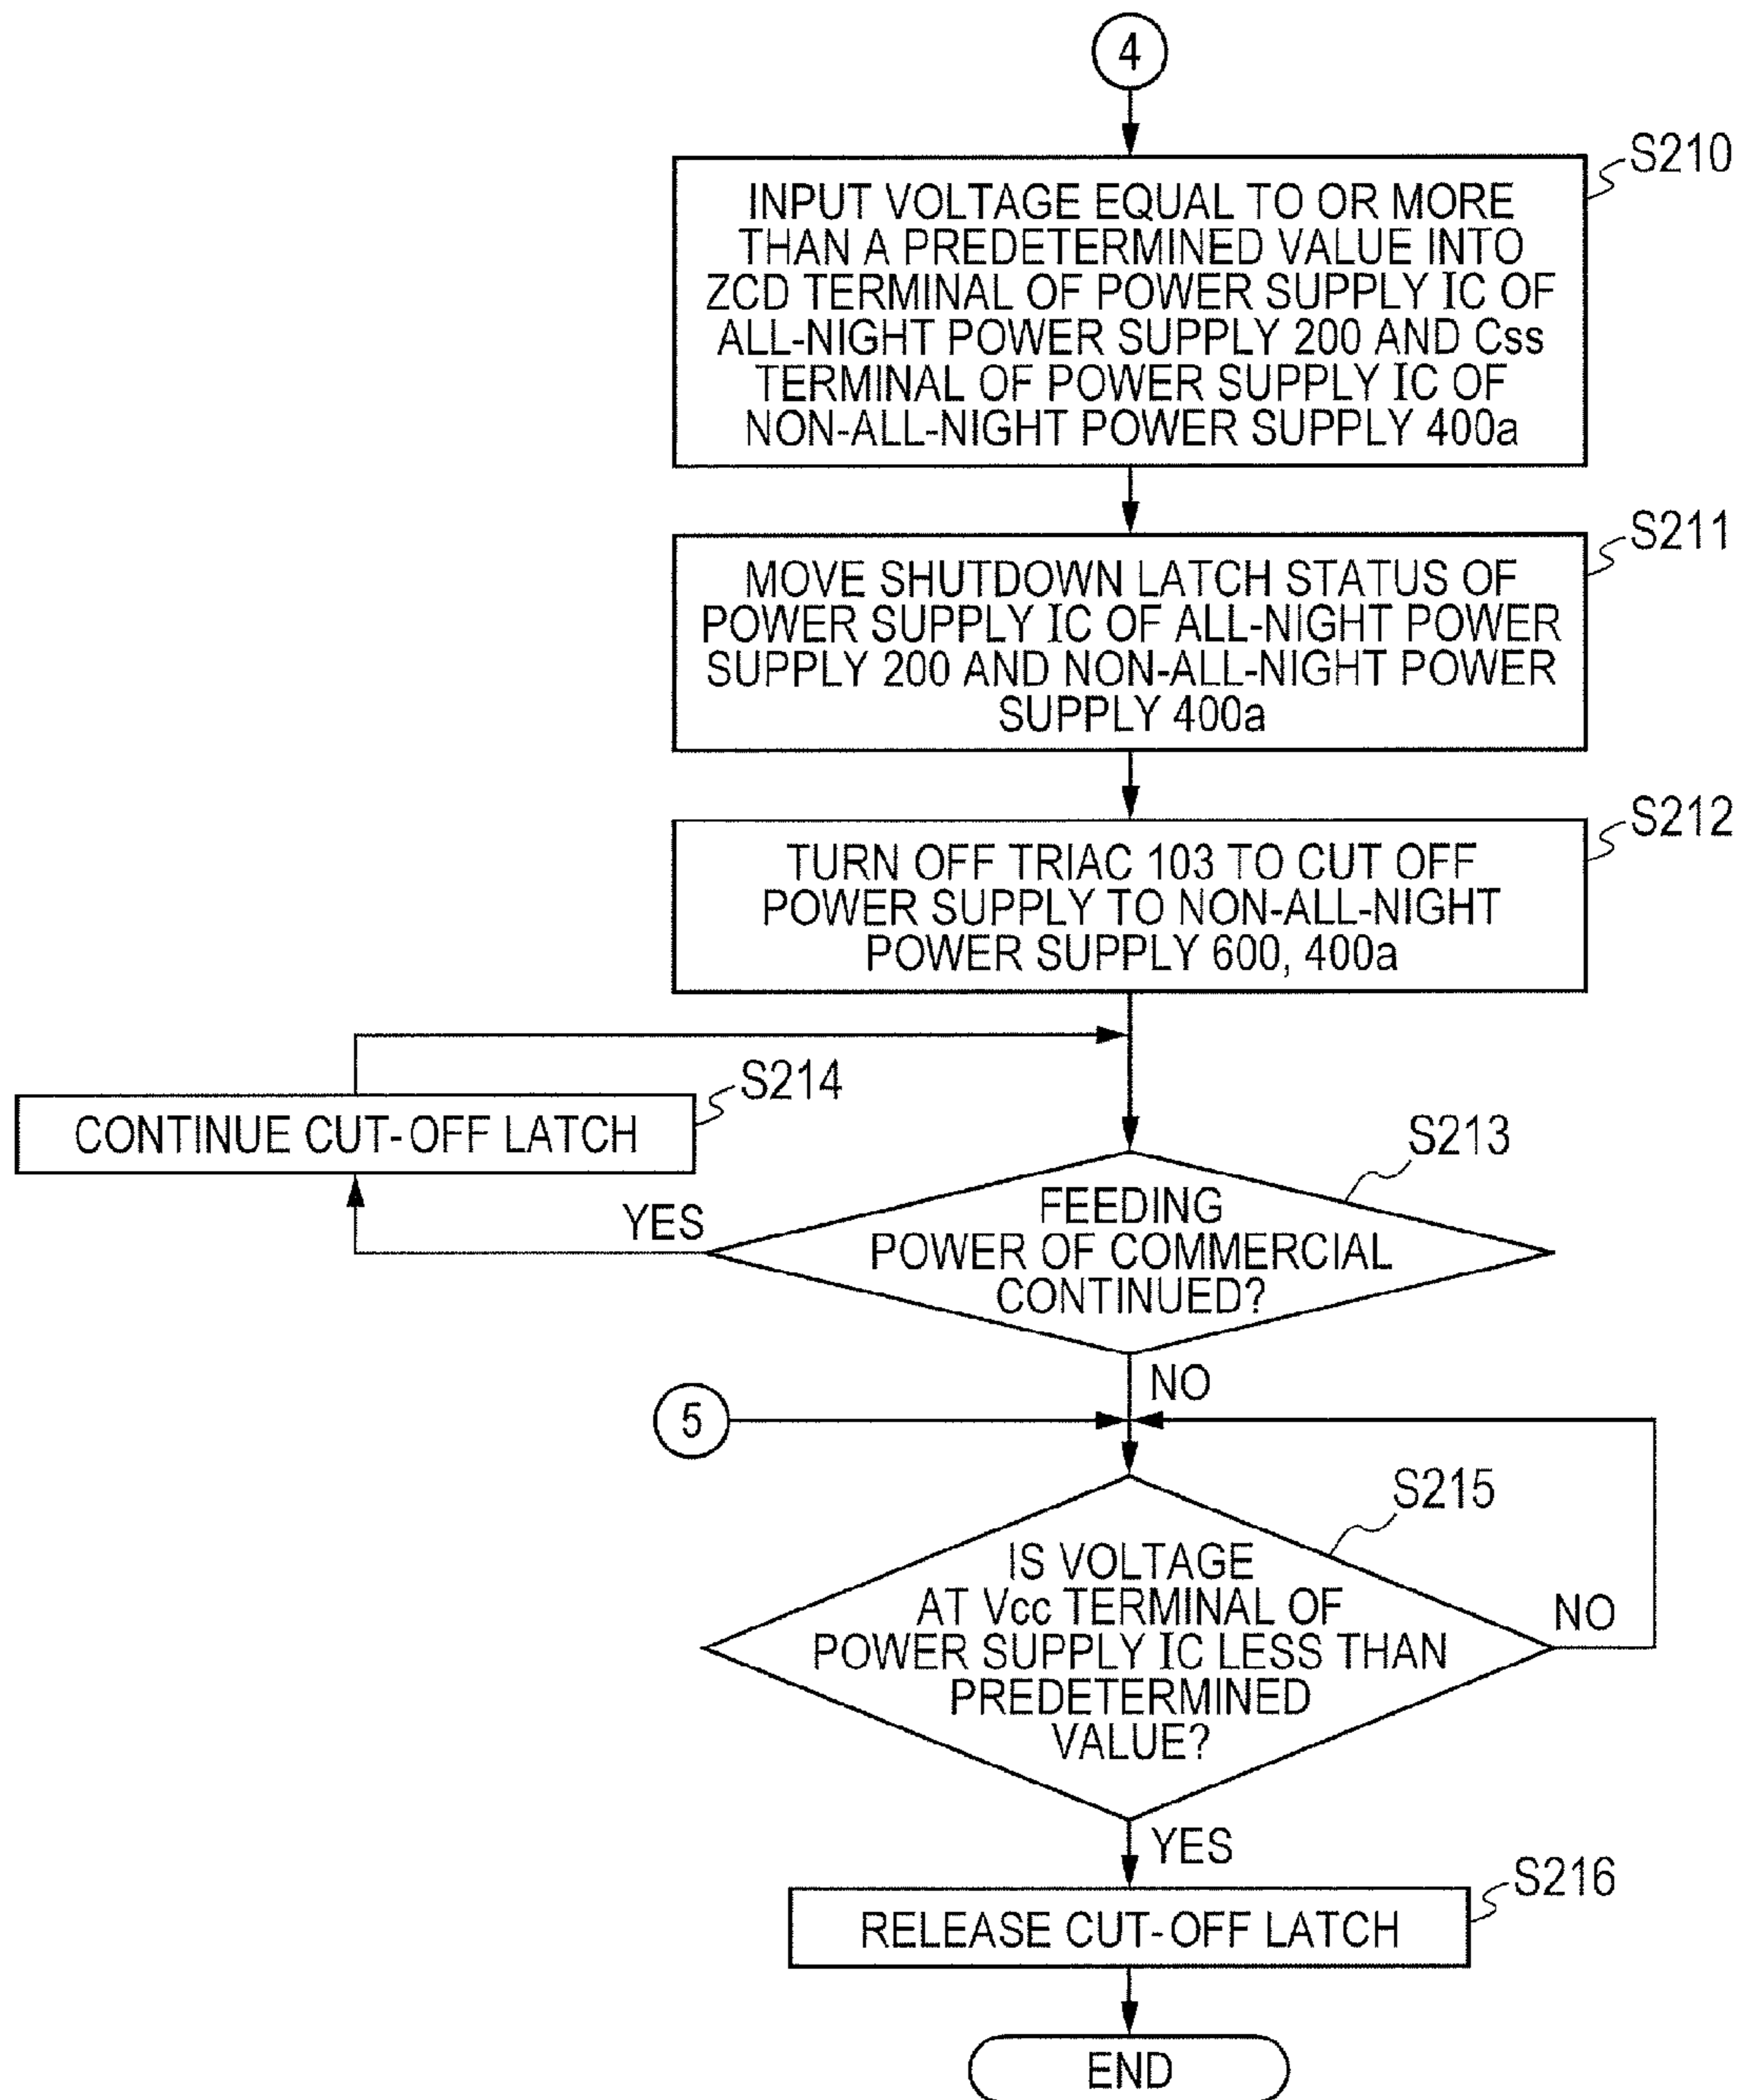 4
S210
INPUT VOLTAGE EQUAL TO OR MORE
THAN A PREDETERMINED VALUE INTO
ZCD TERMINAL OF POWER SUPPLY IC OF
ALL-NIGHT POWER SUPPLY 200 AND Css
TERMINAL OF POWER SUPPLY IC OF
NON-ALL-NIGHT POWER SUPPLY 400a
S211
MOVE SHUTDOWN LATCH STATUS OF
POWER SUPPLY IC OF ALL-NIGHT POWER
SUPPLY 200 AND NON-ALL-NIGHT POWER
SUPPLY 400a
S212
TURN OFF TRIAC 103 TO CUT OFF
POWER SUPPLY TO NON-ALL-NIGHT
POWER SUPPLY 600, 400a
S214
CONTINUE CUT-OFF LATCH
S213
YES
FEEDING
POWER OF COMMERCIAL
CONTINUED?
NO
5
S215
IS VOLTAGE
AT Vcc TERMINAL OF
POWER SUPPLY IC LESS THAN
PREDETERMINED
VALUE?
NO
YES
S216
RELEASE CUT-OFF LATCH
END